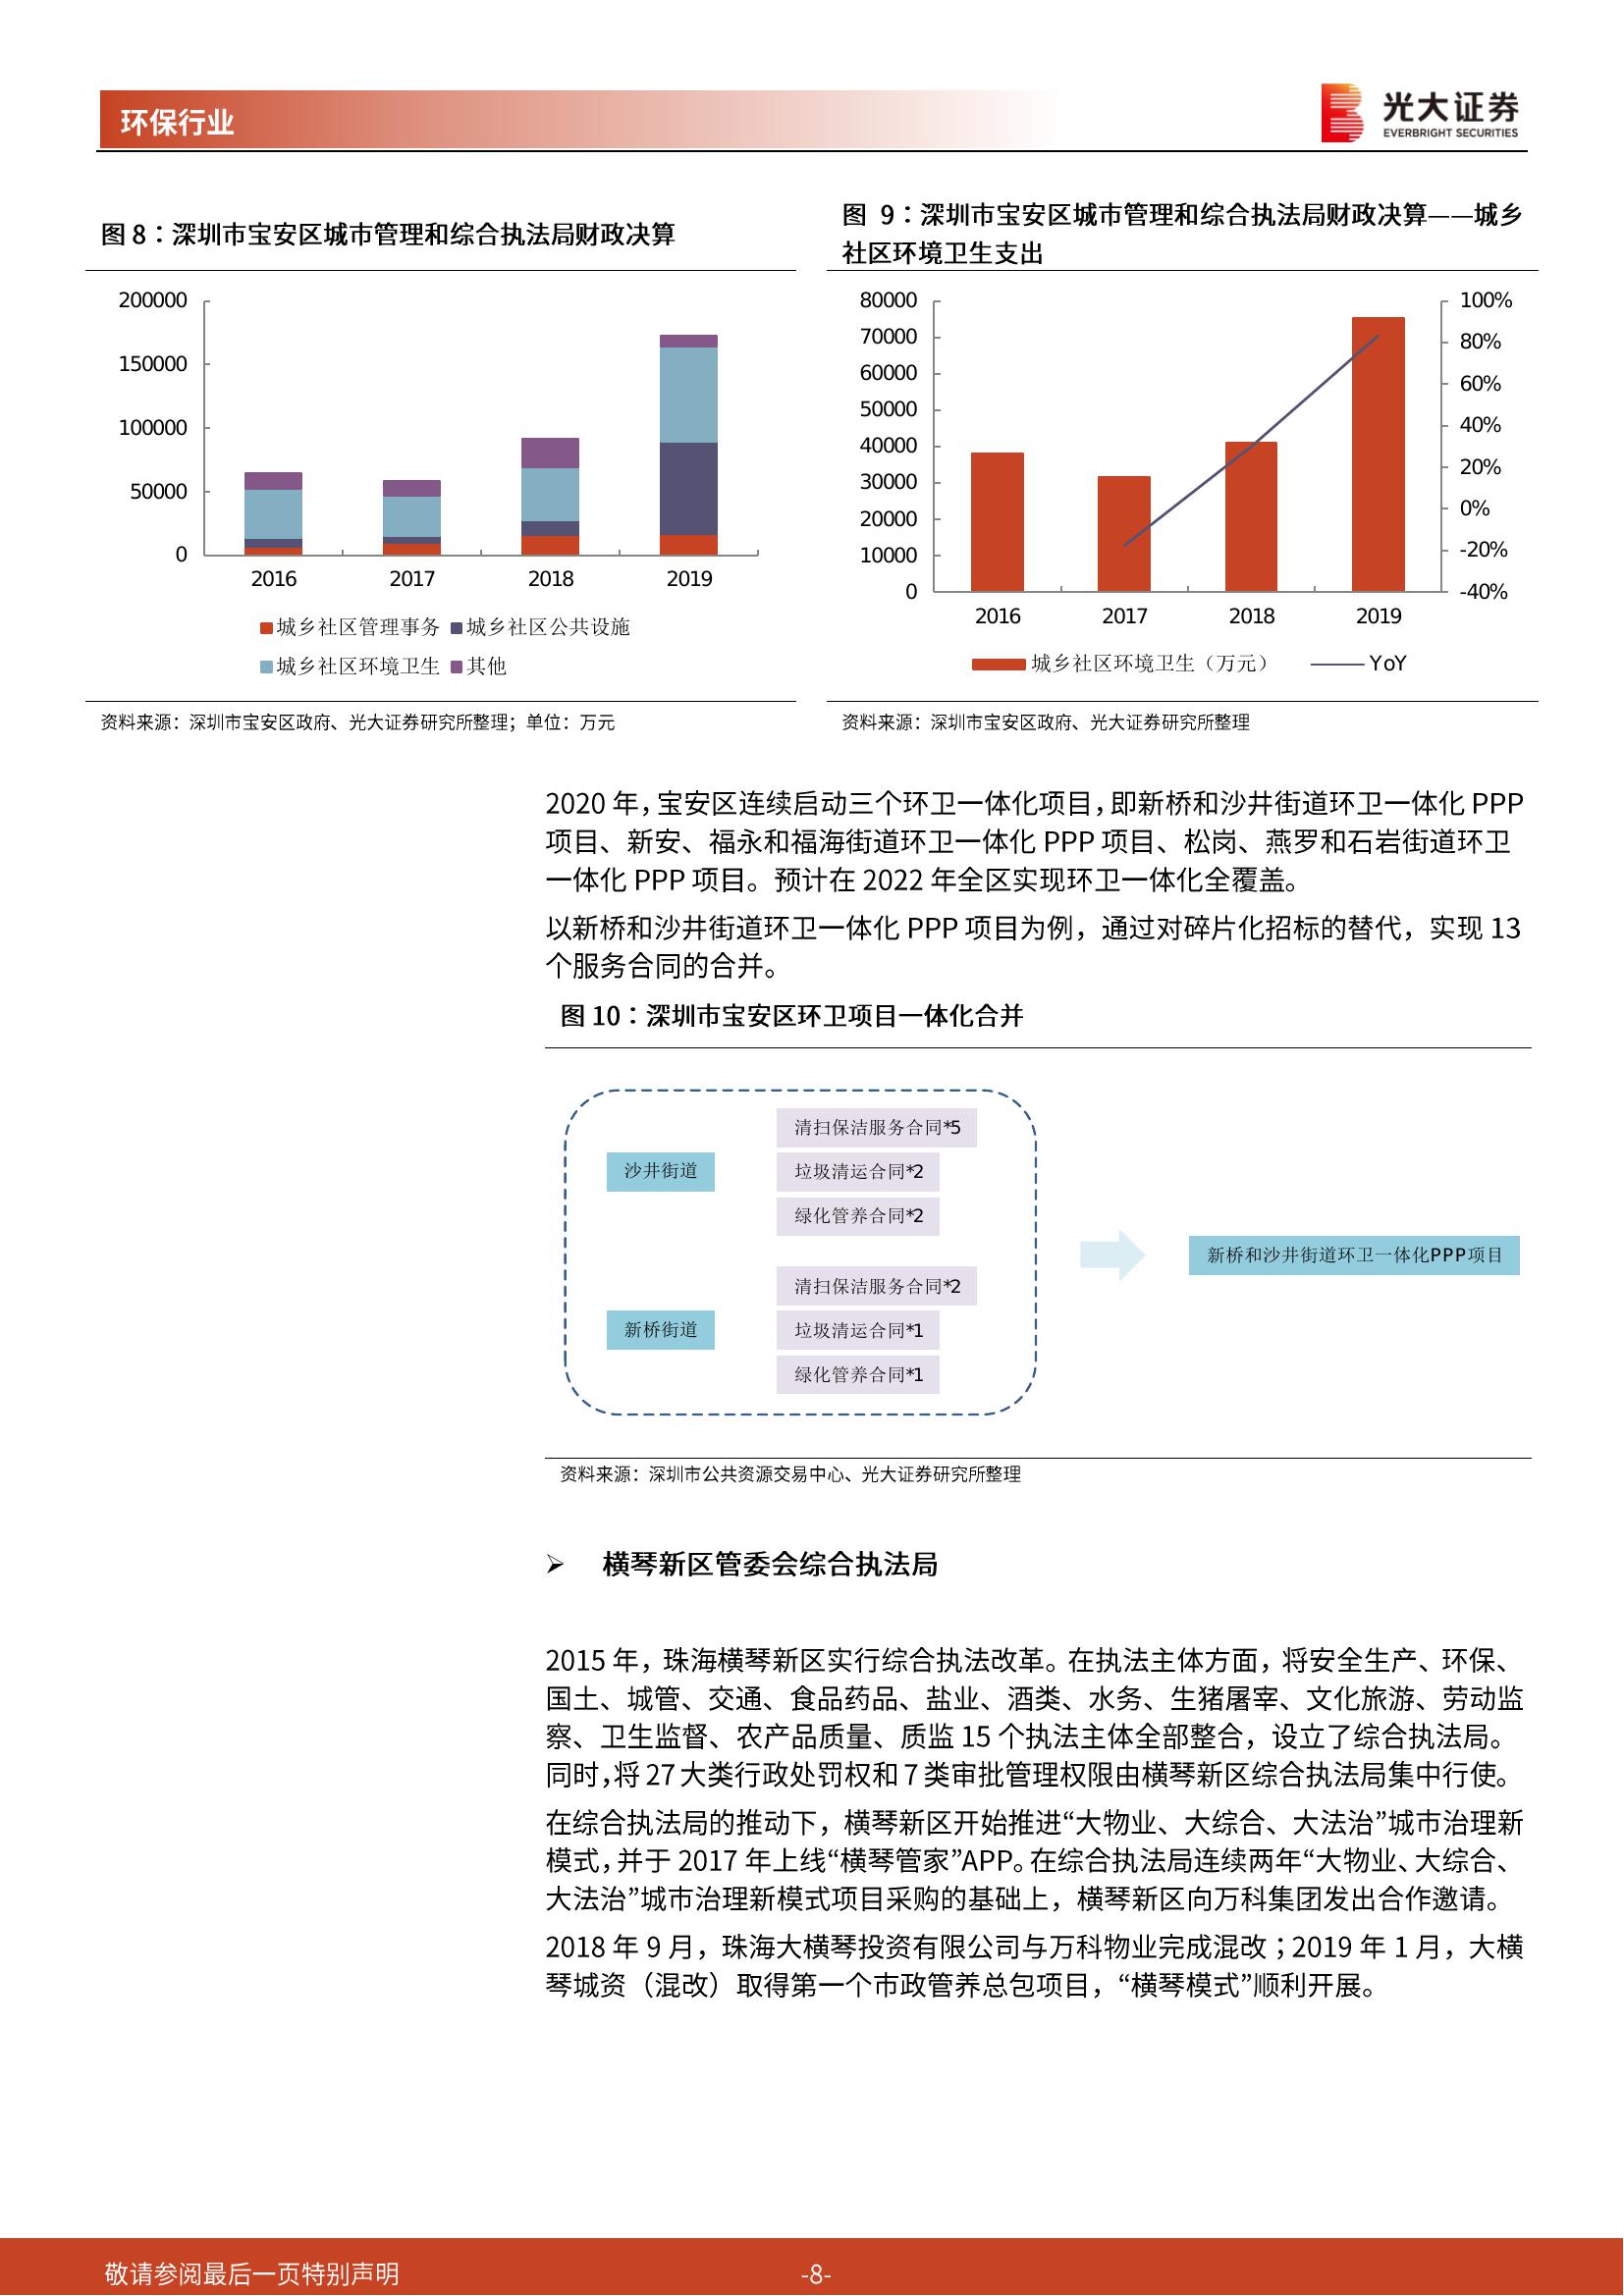 环保行业
光大证券
EVERBRIGHT SECURITIES
图 8：深圳市宝安区城市管理和综合执法局财政决算
200000
150000
100000
50000
0
2016 2017 2018 2019
城乡社区管理事务 城乡社区公共设施
城乡社区环境卫生 其他
资料来源：深圳市宝安区政府、光大证券研究所整理；单位：万元
图 9：深圳市宝安区城市管理和综合执法局财政决算——城乡
社区环境卫生支出
80000 100%
70000 80%
60000 60%
50000 40%
40000 20%
30000 0%
20000 -20%
10000 -40%
0
2016 2017 2018 2019
城乡社区环境卫生（万元） YoY
资料来源：深圳市宝安区政府、光大证券研究所整理
2020 年，宝安区连续启动三个环卫一体化项目，即新桥和沙井街道环卫一体化 PPP
项目、新安、福永和福海街道环卫一体化 PPP 项目、松岗、燕罗和石岩街道环卫
一体化 PPP 项目。预计在 2022 年全区实现环卫一体化全覆盖。
以新桥和沙井街道环卫一体化 PPP 项目为例，通过对碎片化招标的替代，实现 13
个服务合同的合并。
图 10：深圳市宝安区环卫项目一体化合并
清扫保洁服务合同*5
沙井街道
垃圾清运合同*2
绿化管养合同*2
新桥和沙井街道环卫一体化PPP项目
清扫保洁服务合同*2
新桥街道
垃圾清运合同*1
绿化管养合同*1
资料来源：深圳市公共资源交易中心、光大证券研究所整理
➢ 横琴新区管委会综合执法局
2015 年，珠海横琴新区实行综合执法改革。在执法主体方面，将安全生产、环保、
国土、城管、交通、食品药品、盐业、酒类、水务、生猪屠宰、文化旅游、劳动监
察、卫生监督、农产品质量、质监 15 个执法主体全部整合，设立了综合执法局。
同时，将 27 大类行政处罚权和 7 类审批管理权限由横琴新区综合执法局集中行使。
在综合执法局的推动下，横琴新区开始推进“大物业、大综合、大法治”城市治理新
模式，并于 2017 年上线“横琴管家”APP。在综合执法局连续两年“大物业、大综合、
大法治”城市治理新模式项目采购的基础上，横琴新区向万科集团发出合作邀请。
2018 年 9 月，珠海大横琴投资有限公司与万科物业完成混改；2019 年 1 月，大横
琴城资（混改）取得第一个市政管养总包项目，“横琴模式”顺利开展。
敬请参阅最后一页特别声明 -8-